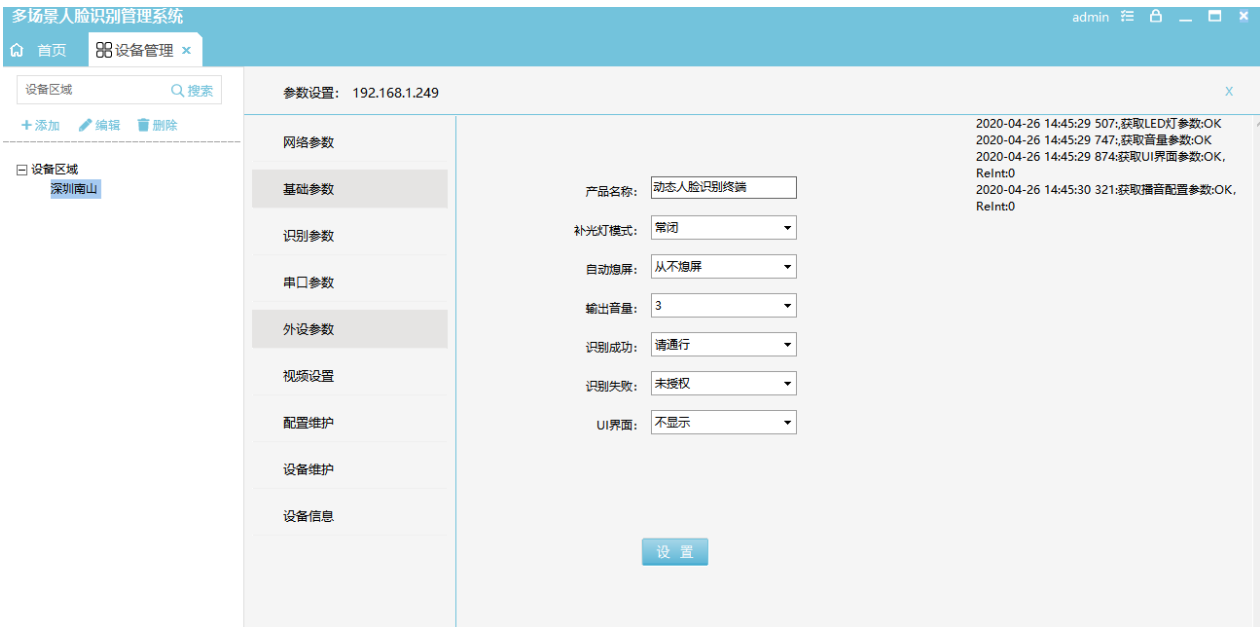 多场景人脸识别管理系统
admin
首页 设备管理 ×
设备区域 搜索
添加 编辑 删除
设备区域
深圳南山
参数设置： 192.168.1.249 X
网络参数
基础参数
识别参数
串口参数
外设参数
视频设置
配置维护
设备维护
设备信息
产品名称: 动态人脸识别终端
补光灯模式: 常闭
自动熄屏: 从不熄屏
输出音量: 3
识别成功: 请通行
识别失败: 未授权
UI界面: 不显示
设 置
2020-04-26 14:45:29 507:,获取LED灯参数:OK
2020-04-26 14:45:29 747:,获取音量参数:OK
2020-04-26 14:45:29 874:获取UI界面参数:OK,
ReInt:0
2020-04-26 14:45:30 321:获取播音配置参数:OK,
ReInt:0